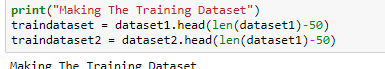 print("Making The Training Dataset")
traindataset = dataset1.head(len(dataset1)-50)
traindataset2 = dataset2.head(len(dataset2)-50)
Making The Training Dataset